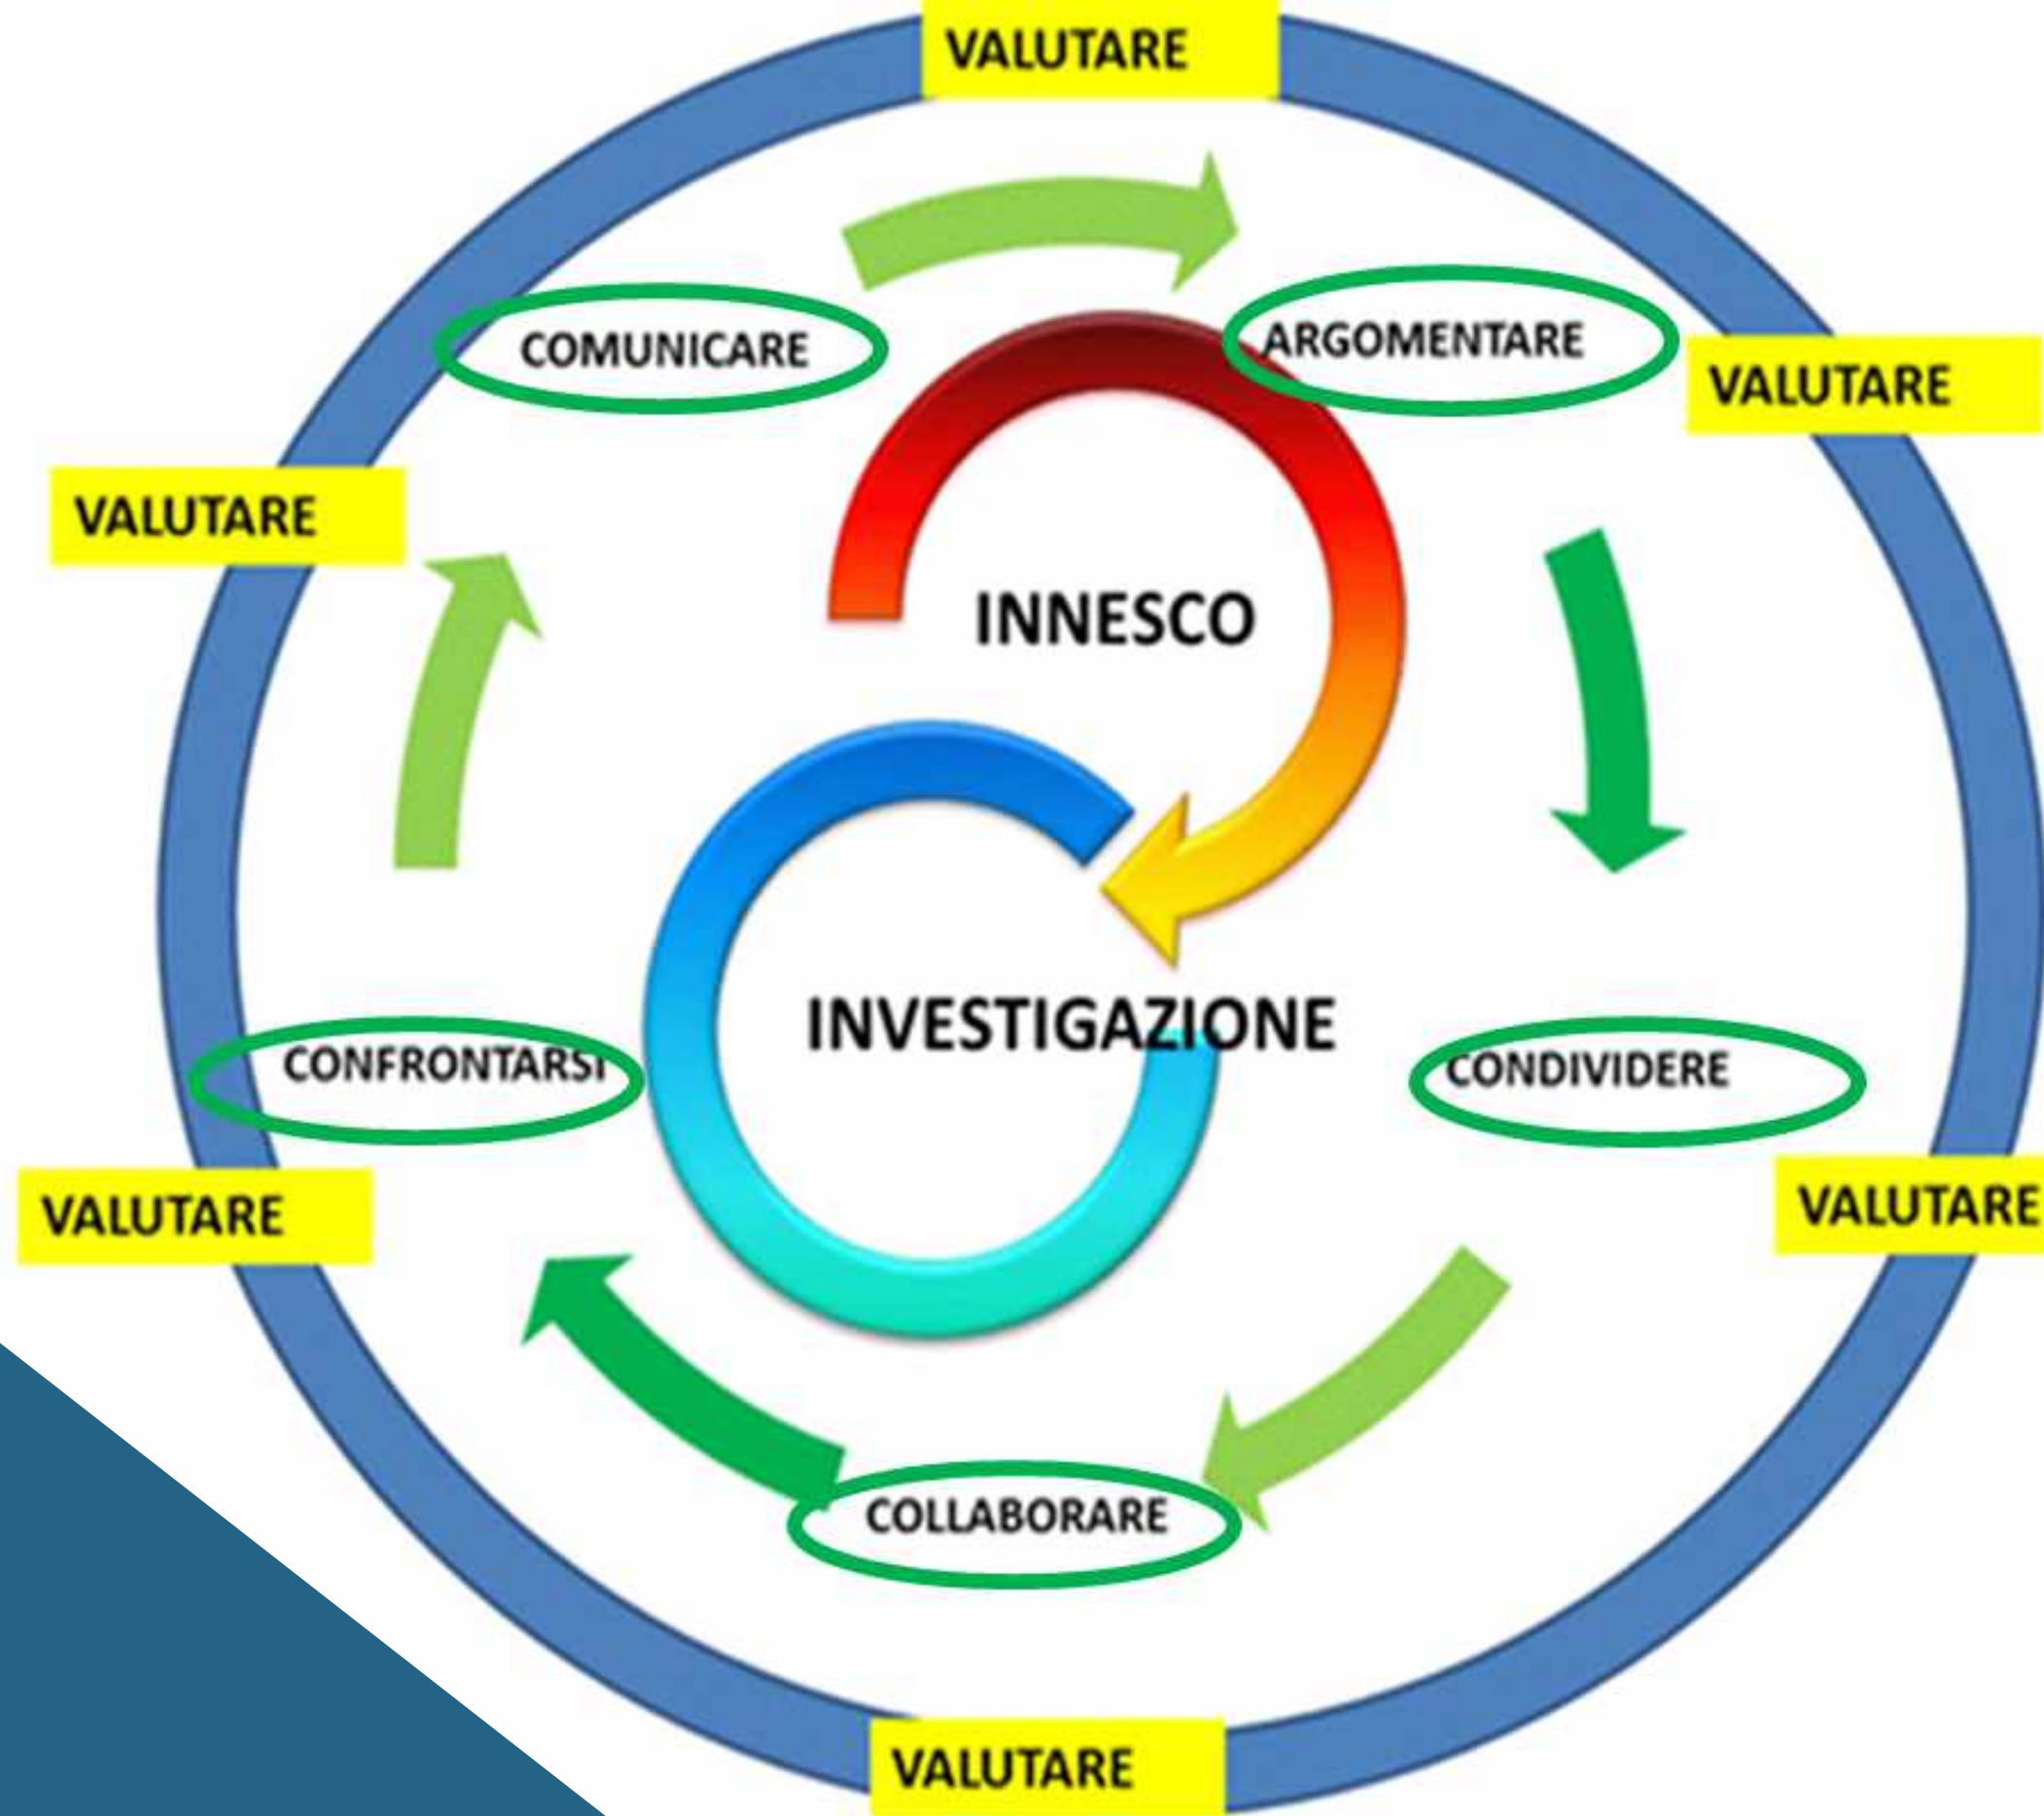 VALUTARE
COMUNICARE
ARGOMENTARE
VALUTARE
VALUTARE
INNESCO
INVESTIGAZIONE
CONFRONTARSI
CONDIVIDERE
VALUTARE
VALUTARE
COLLABORARE
VALUTARE